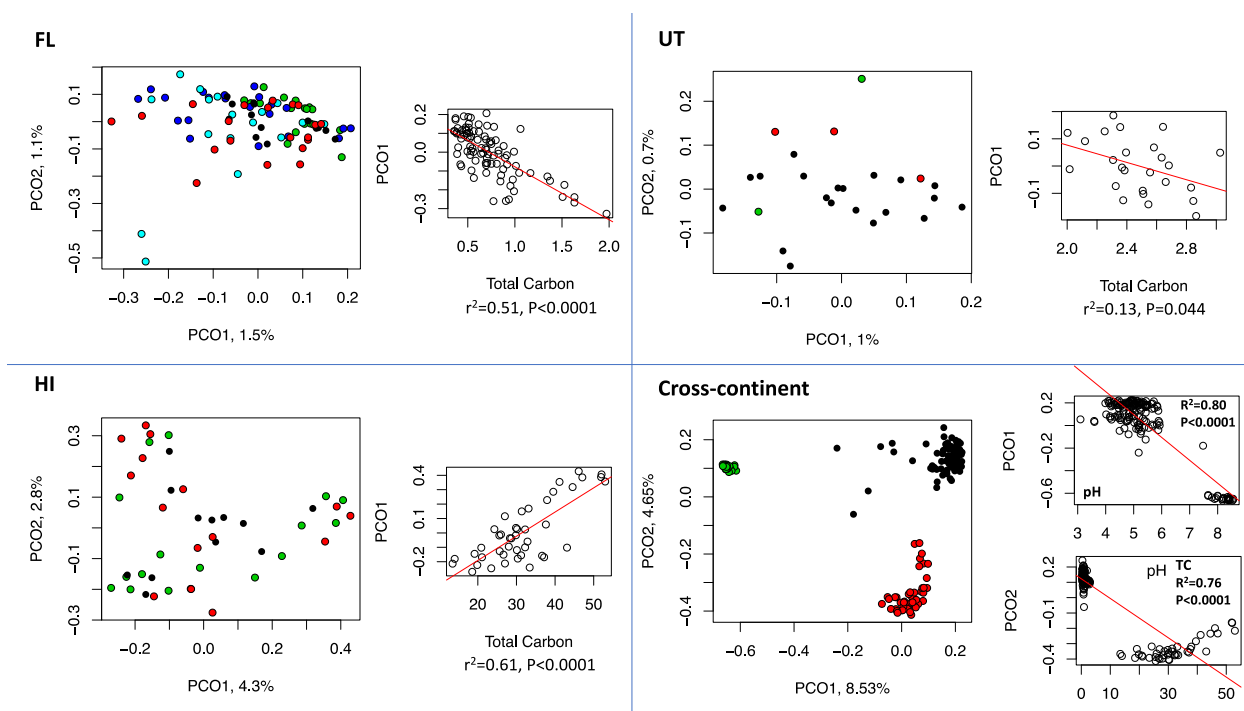 FL
0.1
−0.1
−0.3
−0.5
PCO2, 1.1%
−0.3
−0.2
−0.1
0.0
0.1
0.2
PCO1, 1.5%
0.2
0.0
−0.3
PCO1
0.5
1.0
1.5
2.0
Total Carbon
r²=0.51, P<0.0001
UT
0.2
0.1
0.0
−0.1
PCO2, 0.7%
−0.1
0.0
0.1
0.2
PCO1, 1%
0.1
−0.1
PCO1
2.0
2.4
2.8
Total Carbon
r²=0.13, P=0.044
HI
0.3
0.1
−0.1
−0.3
PCO2, 2.8%
−0.2
0.0
0.2
0.4
PCO1, 4.3%
0.4
0.1
−0.2
PCO1
20
30
40
50
Total Carbon
r²=0.61, P<0.0001
Cross-continent
0.2
0.0
−0.2
−0.4
PCO2, 4.65%
−0.6
−0.4
−0.2
0.0
0.2
PCO1, 8.53%
0.2
−0.2
−0.6
PCO1
R²=0.80
P<0.0001
pH
3
4
5
6
7
8
0.2
−0.1
−0.4
PCO2
pH TC
R²=0.76
P<0.0001
0
10
30
50